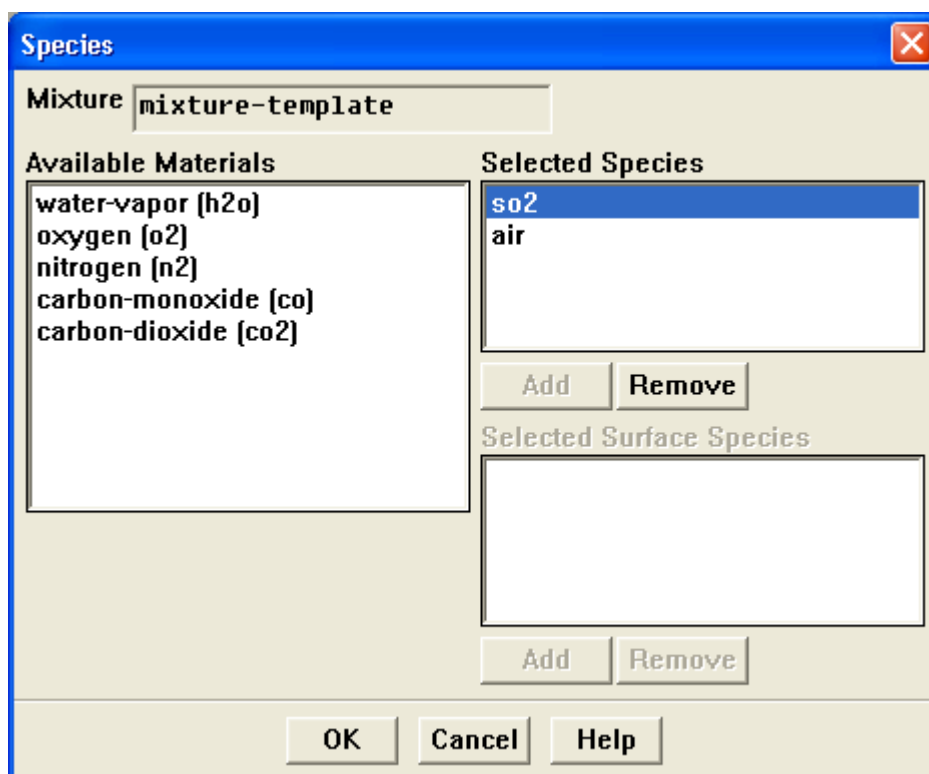 Species
Mixture mixture-template
Available Materials
water-vapor (h2o)
oxygen (o2)
nitrogen (n2)
carbon-monoxide (co)
carbon-dioxide (co2)
Selected Species
so2
air
Add Remove
Selected Surface Species
Add Remove
OK Cancel Help